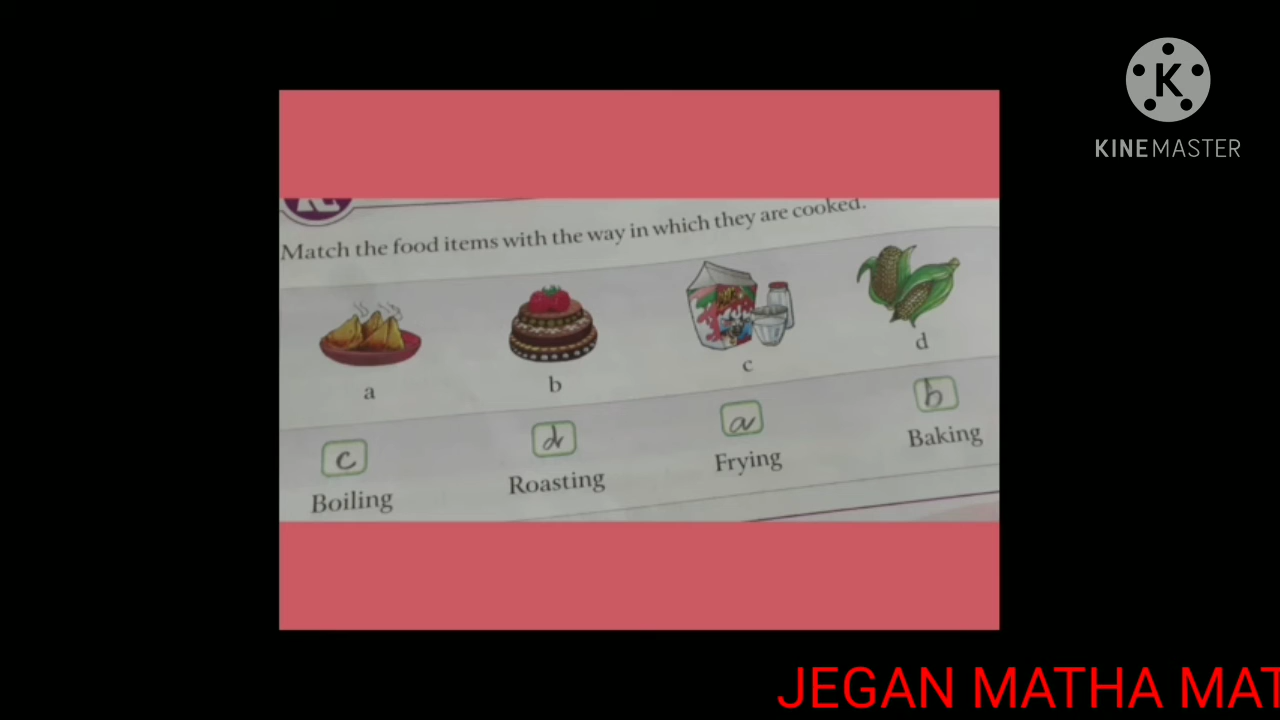 KINEMASTER
Match the food items with the way in which they are cooked.
a b c d
c d a b
Boiling Roasting Frying Baking
JEGAN MATHA MAT